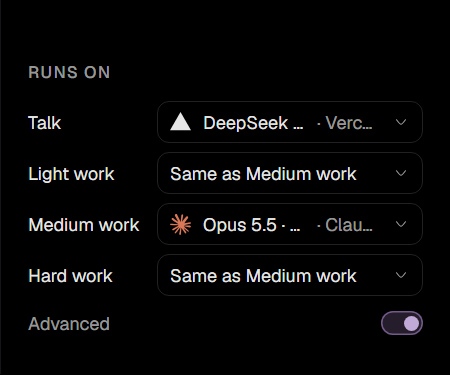 RUNS ON
Talk DeepSeek ... · Verc...
Light work Same as Medium work
Medium work Opus 5.5 · ... · Clau...
Hard work Same as Medium work
Advanced